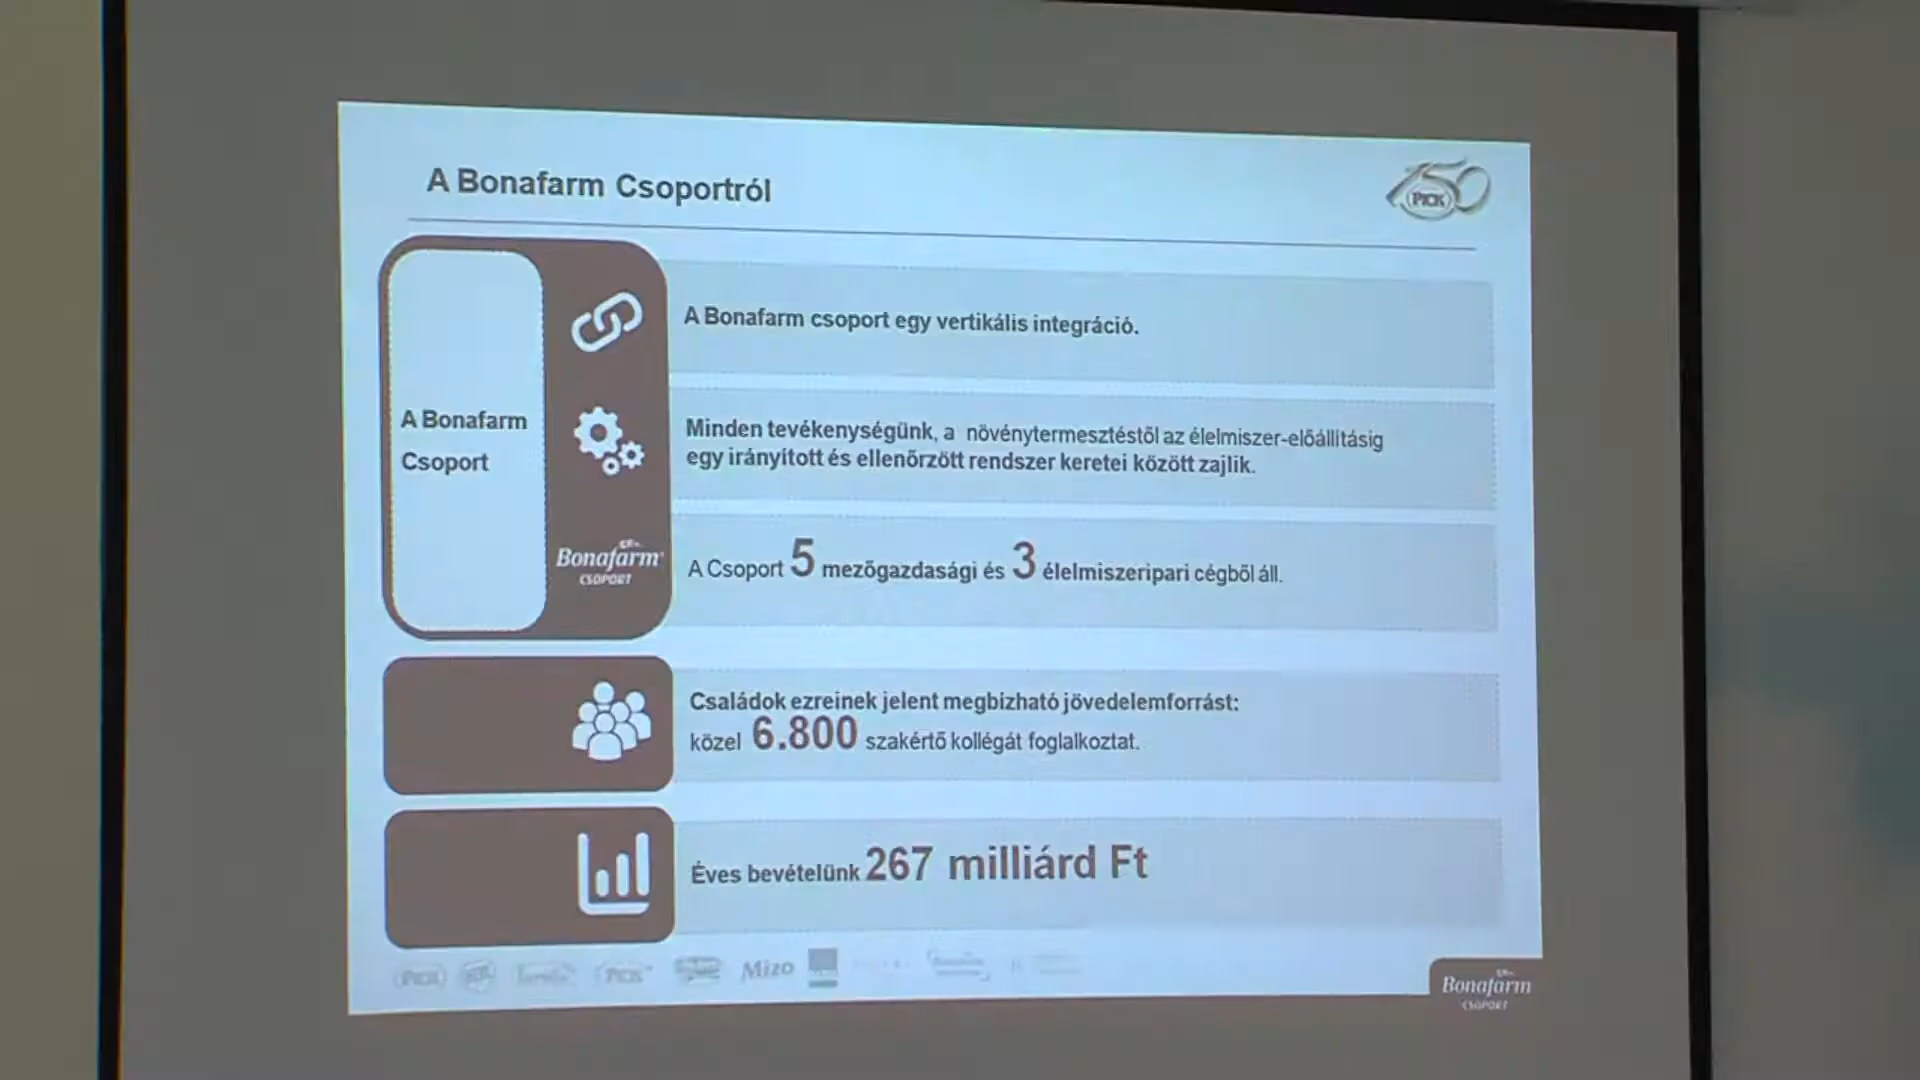 A Bonafarm Csoportról
150
PICK
A Bonafarm
Csoport
A Bonafarm csoport egy vertikális integráció.
Minden tevékenységünk, a növénytermesztéstől az élelmiszer-előállításig
egy irányított és ellenőrzött rendszer keretei között zajlik.
Bonafarm
CSOPORT
A Csoport 5 mezőgazdasági és 3 élelmiszeripari cégből áll.
Családok ezreinek jelent megbizható jövedelemforrást:
közel 6.800 szakértő kollégát foglalkoztat.
Éves bevételünk 267 milliárd Ft
PICK
PICK
Mizo
Bonafarm
CSOPORT